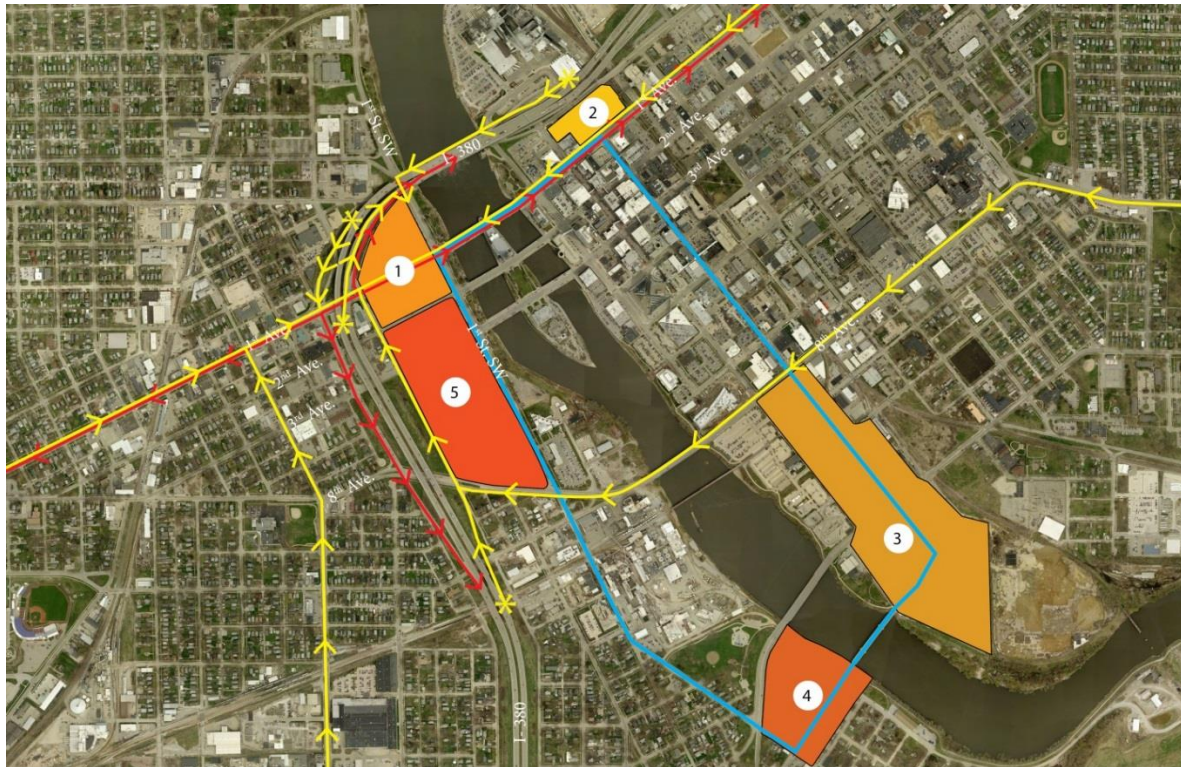 1st. SW
I- 380
2
1st Ave.
2nd Ave.
3rd Ave
1
1st Ave.
2nd Ave.
3rd Ave.
8th Ave.
1st St. SW
5
8th Ave.
3
4
I- 380